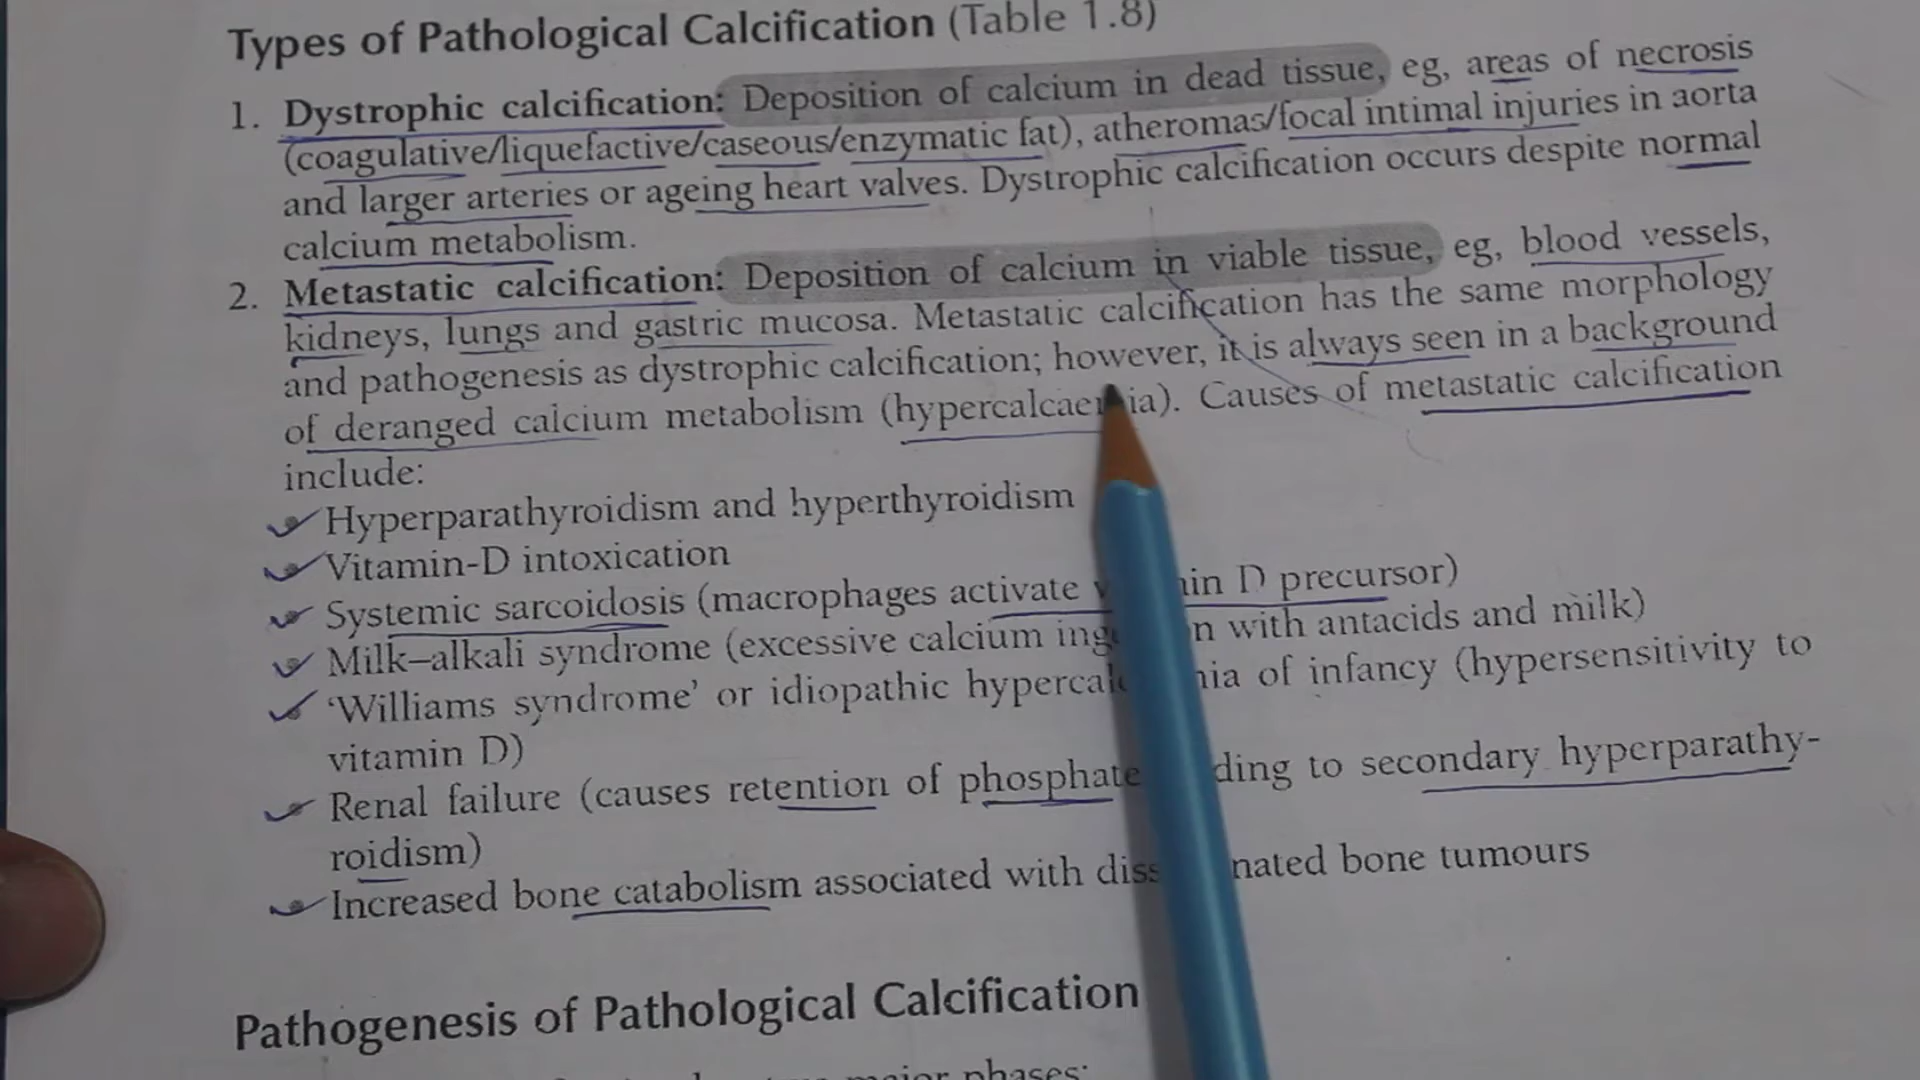 Types of Pathological Calcification (Table 1.8)
1. Dystrophic calcification: Deposition of calcium in dead tissue, eg, areas of necrosis
(coagulative/liquefactive/caseous/enzymatic fat), atheromas/focal intimal injuries in aorta
and larger arteries or ageing heart valves. Dystrophic calcification occurs despite normal
calcium metabolism.
2. Metastatic calcification: Deposition of calcium in viable tissue, eg, blood vessels,
kidneys, lungs and gastric mucosa. Metastatic calcification has the same morphology
and pathogenesis as dystrophic calcification; however, it is always seen in a background
of deranged calcium metabolism (hypercalcaemia). Causes of metastatic calcification
include:
Hyperparathyroidism and hyperthyroidism
Vitamin-D intoxication
Systemic sarcoidosis (macrophages activate D precursor)
Milk–alkali syndrome (excessive calcium with antacids and milk)
‘Williams syndrome’ or idiopathic of infancy (hypersensitivity to
vitamin D)
Renal failure (causes retention of phosphate to secondary hyperparathy-
roidism)
Increased bone catabolism associated with bone tumours
Pathogenesis of Pathological Calcification
major phases: